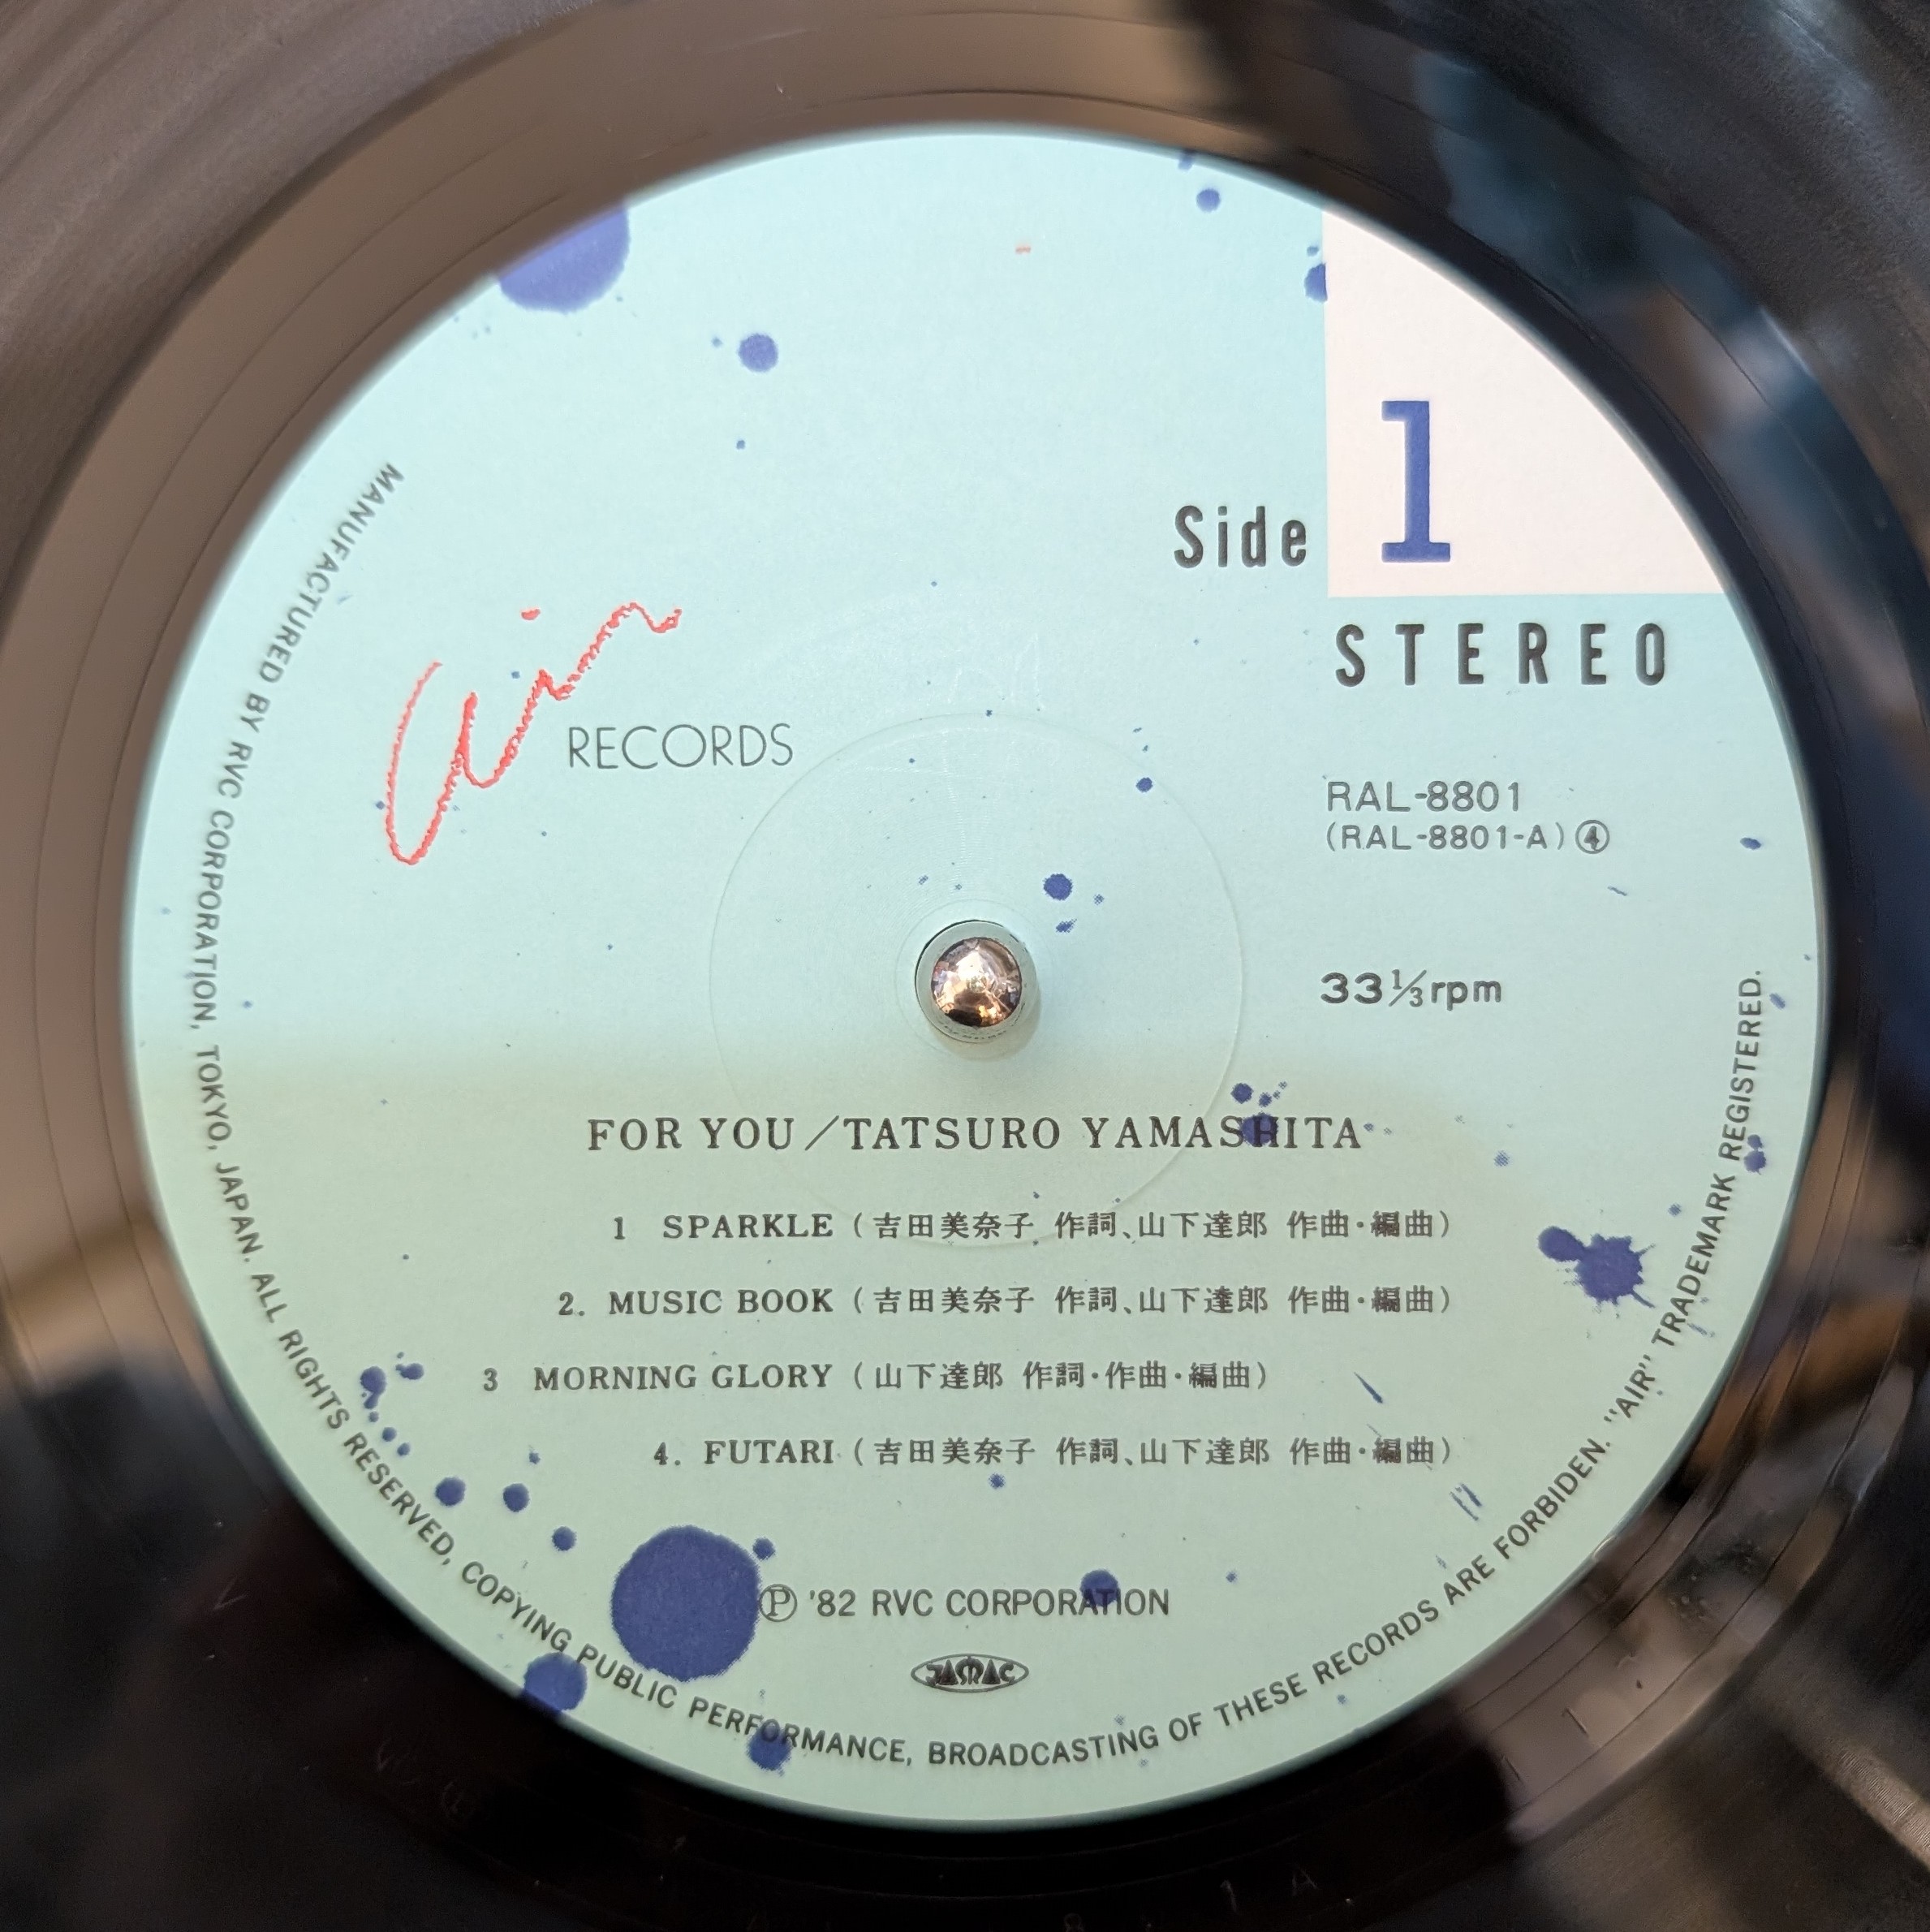 Side 1
STEREO
air RECORDS
RAL-8801
(RAL-8801-A) ④
33⅓rpm
FOR YOU／TATSURO YAMASHITA
1 SPARKLE (吉田美奈子 作詞、山下達郎 作曲・編曲)
2. MUSIC BOOK (吉田美奈子 作詞、山下達郎 作曲・編曲)
3 MORNING GLORY (山下達郎 作詞・作曲・編曲)
4. FUTARI (吉田美奈子 作詞、山下達郎 作曲・編曲)
Ⓟ '82 RVC CORPORATION
JASRAC
MANUFACTURED BY RVC CORPORATION, TOKYO, JAPAN. ALL RIGHTS RESERVED, COPYING PUBLIC PERFORMANCE, BROADCASTING OF THESE RECORDS ARE FORBIDEN. "AIR" TRADEMARK REGISTERED.